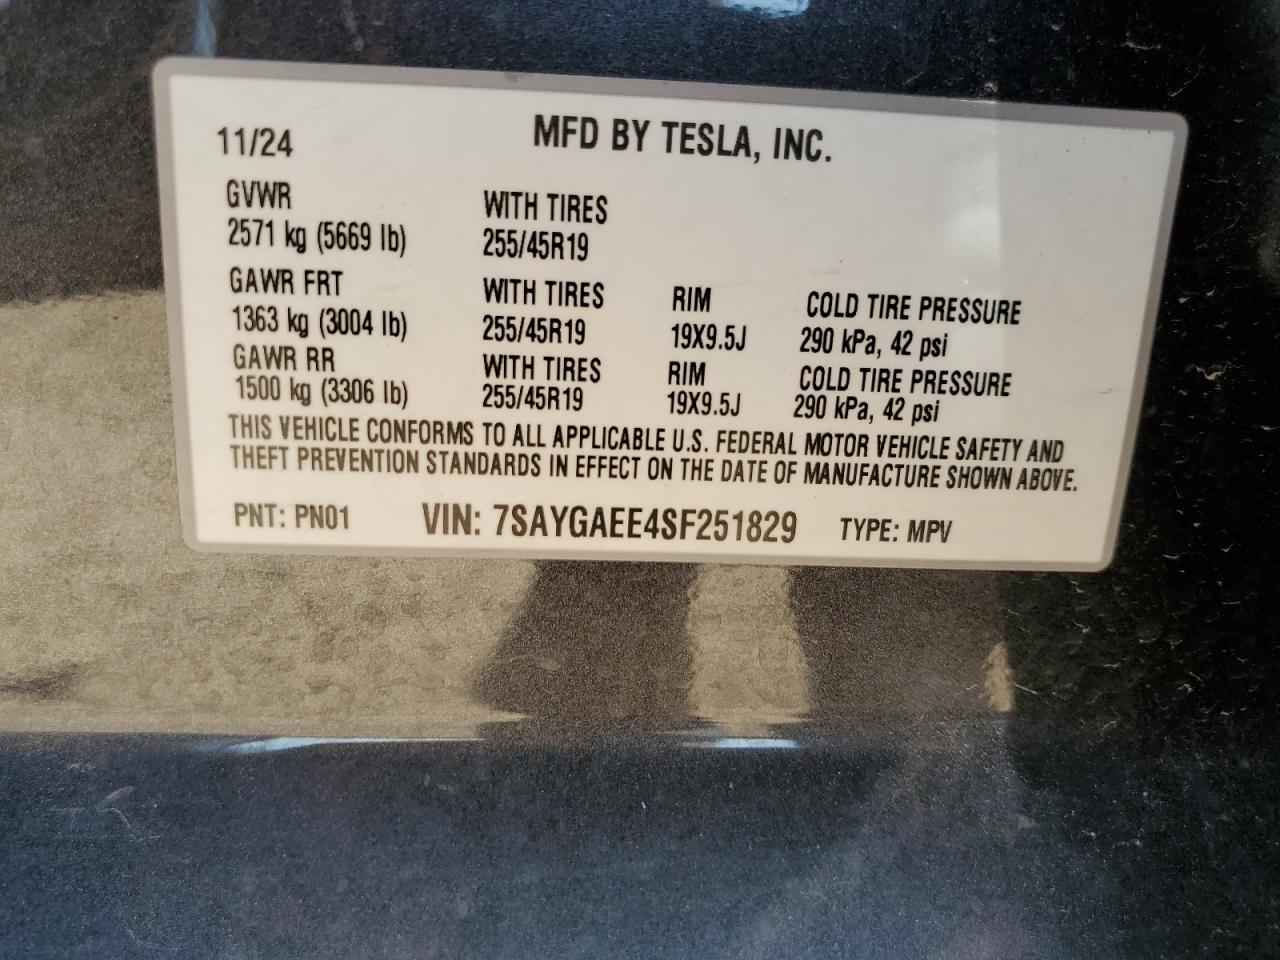 11/24 MFD BY TESLA, INC.
GVWR WITH TIRES
2571 kg (5669 lb) 255/45R19
GAWR FRT WITH TIRES RIM COLD TIRE PRESSURE
1363 kg (3004 lb) 255/45R19 19X9.5J 290 kPa, 42 psi
GAWR RR WITH TIRES RIM COLD TIRE PRESSURE
1500 kg (3306 lb) 255/45R19 19X9.5J 290 kPa, 42 psi
THIS VEHICLE CONFORMS TO ALL APPLICABLE U.S. FEDERAL MOTOR VEHICLE SAFETY AND
THEFT PREVENTION STANDARDS IN EFFECT ON THE DATE OF MANUFACTURE SHOWN ABOVE.
PNT: PN01 VIN: 7SAYGAEE4SF251829 TYPE: MPV